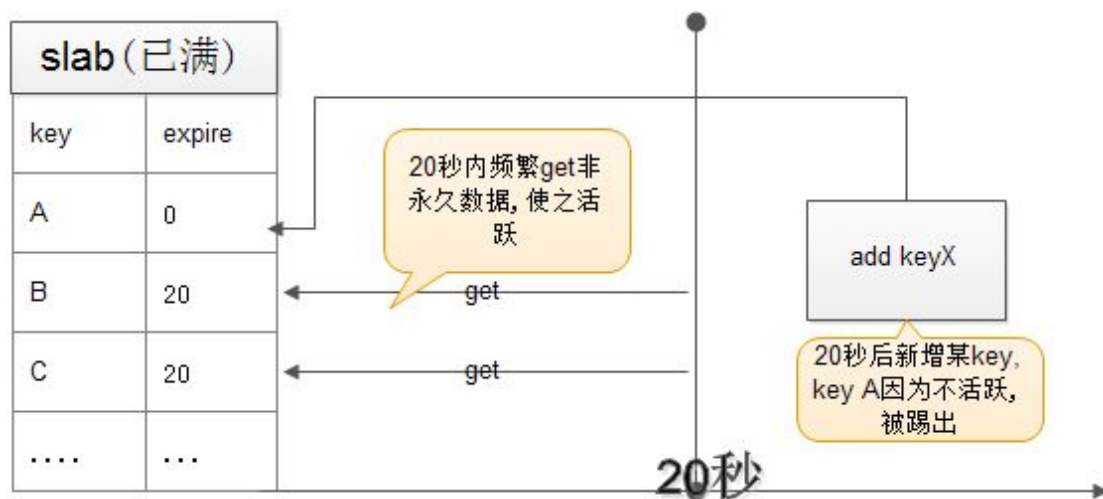 slab(已满)
key expire
A 0
B 20
C 20
.... ...
20秒内频繁get非
永久数据, 使之活
跃
get
get
add keyX
20秒后新增某key,
key A因为不活跃,
被踢出
20秒